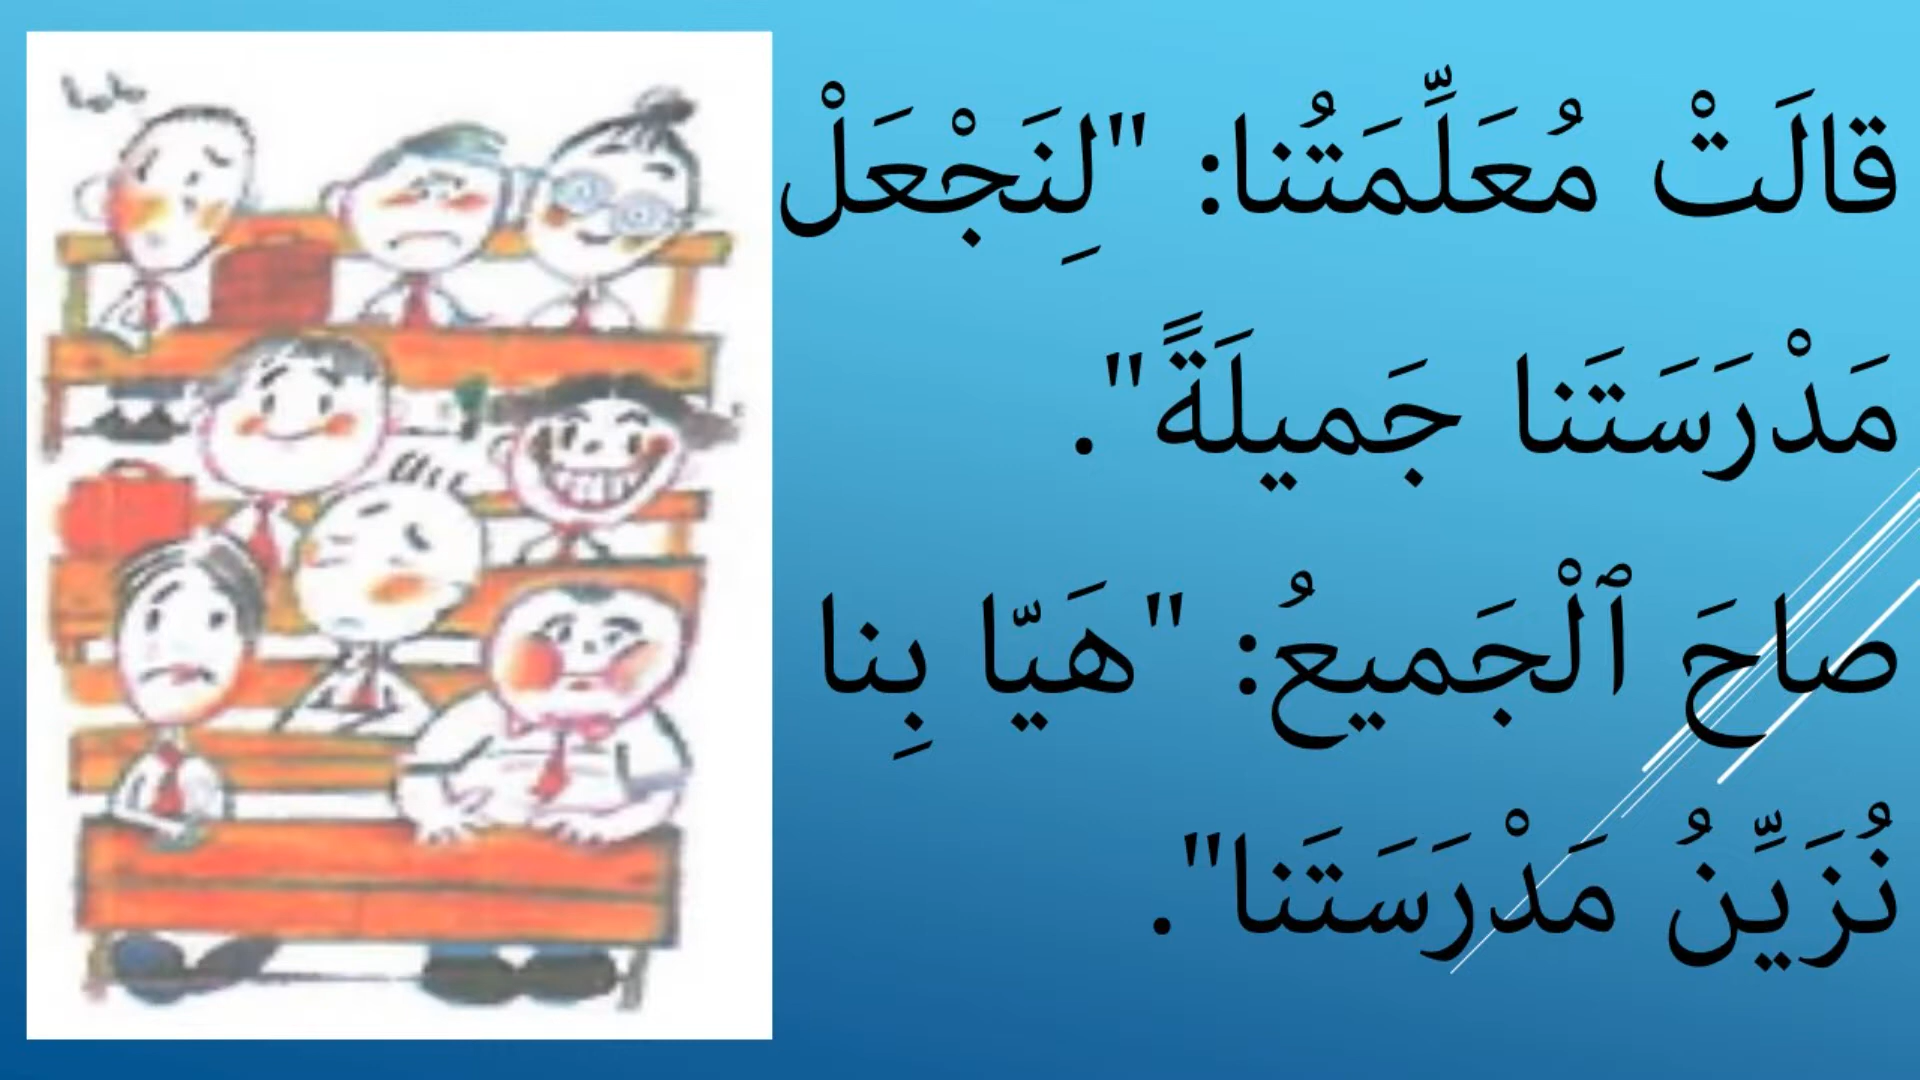 قالَتْ مُعَلِّمَتُنا: "لِنَجْعَلْ
مَدْرَسَتَنا جَميلَةً".
صاحَ ٱلْجَميعُ: "هَيّا بِنا
نُزَيِّنُ مَدْرَسَتَنا".